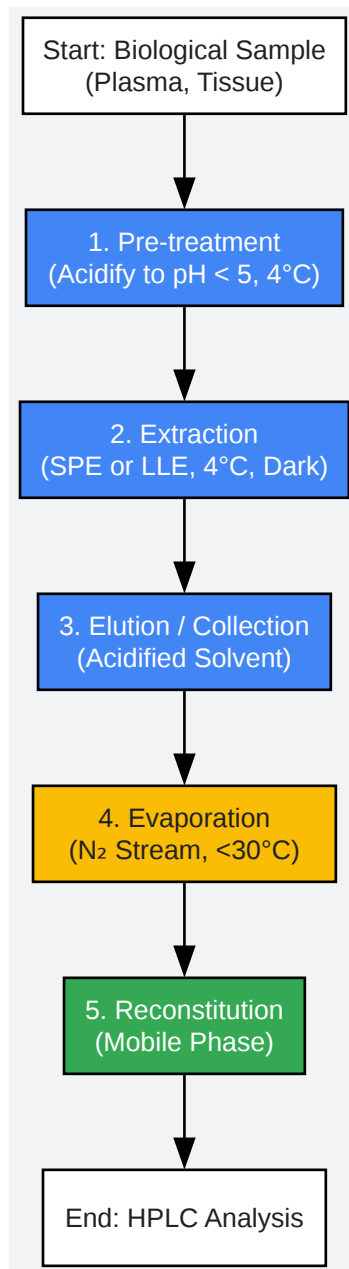 Start: Biological Sample
(Plasma, Tissue)
1. Pre-treatment
(Acidify to pH < 5, 4°C)
2. Extraction
(SPE or LLE, 4°C, Dark)
3. Elution / Collection
(Acidified Solvent)
4. Evaporation
(N₂ Stream, <30°C)
5. Reconstitution
(Mobile Phase)
End: HPLC Analysis